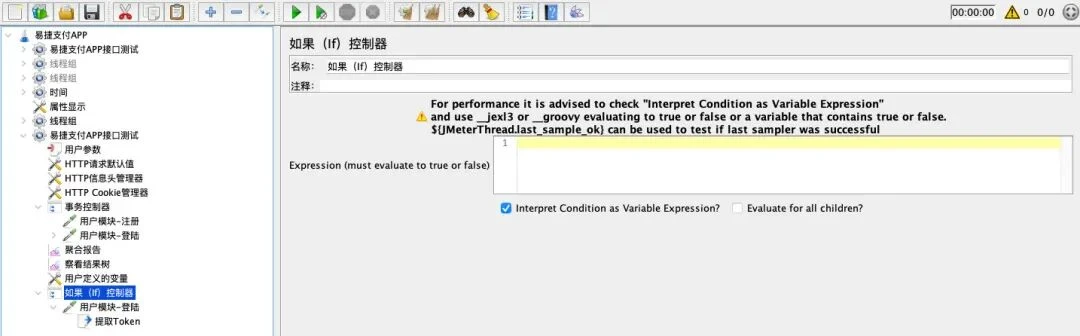 00:00:00 0 0/0
易捷支付APP
易捷支付APP接口测试
线程组
线程组
时间
属性显示
线程组
易捷支付APP接口测试
用户参数
HTTP请求默认值
HTTP信息头管理器
HTTP Cookie管理器
事务控制器
用户模块-注册
用户模块-登陆
聚合报告
察看结果树
用户定义的变量
如果（If）控制器
用户模块-登陆
提取Token
如果（If）控制器
名称： 如果（If）控制器
注释：
For performance it is advised to check "Interpret Condition as Variable Expression"
and use __jexl3 or __groovy evaluating to true or false or a variable that contains true or false.
${JMeterThread.last_sample_ok} can be used to test if last sampler was successful
1
Expression (must evaluate to true or false)
Interpret Condition as Variable Expression? Evaluate for all children?